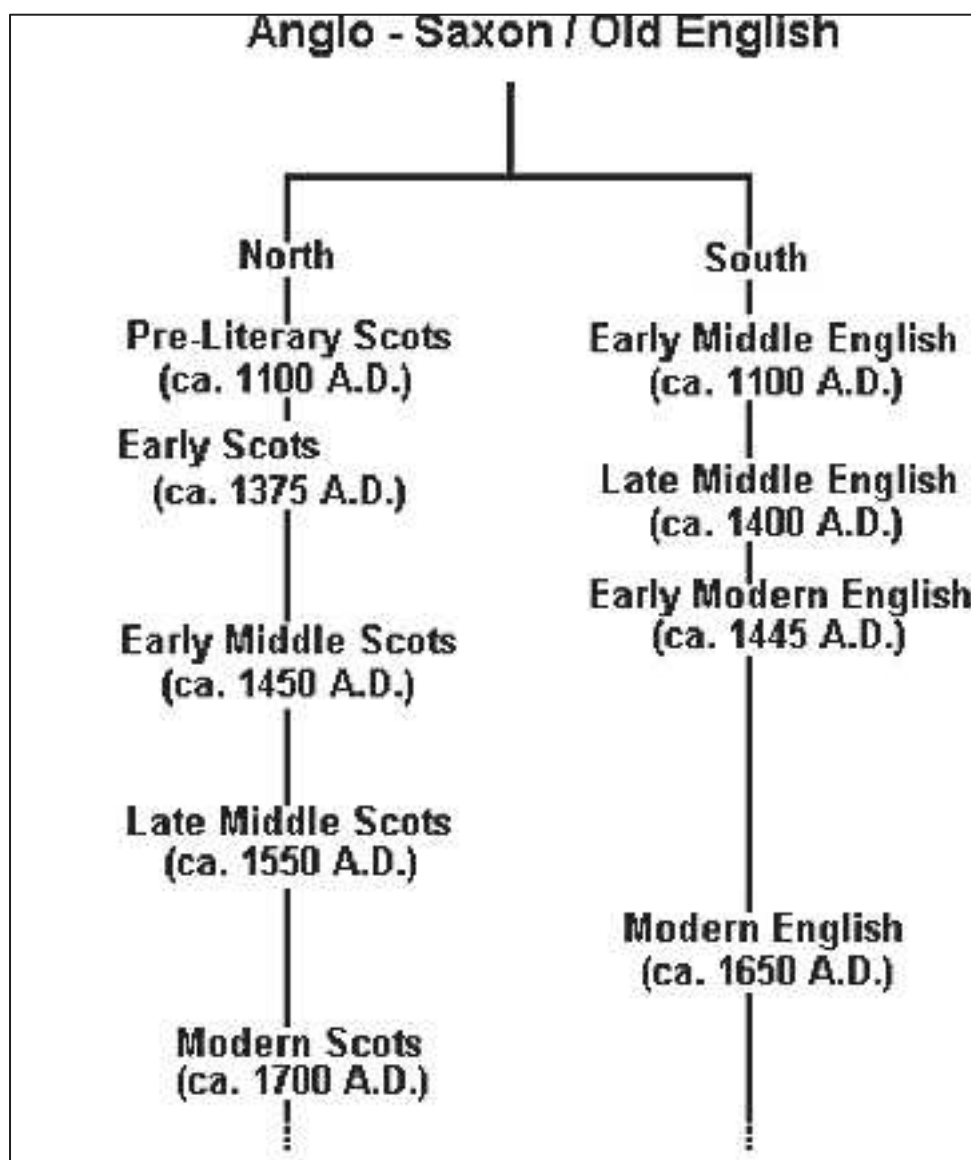 Anglo - Saxon / Old English
North
Pre-Literary Scots
(ca. 1100 A.D.)
Early Scots
(ca. 1375 A.D.)
Early Middle Scots
(ca. 1450 A.D.)
Late Middle Scots
(ca. 1550 A.D.)
Modern Scots
(ca. 1700 A.D.)
South
Early Middle English
(ca. 1100 A.D.)
Late Middle English
(ca. 1400 A.D.)
Early Modern English
(ca. 1445 A.D.)
Modern English
(ca. 1650 A.D.)